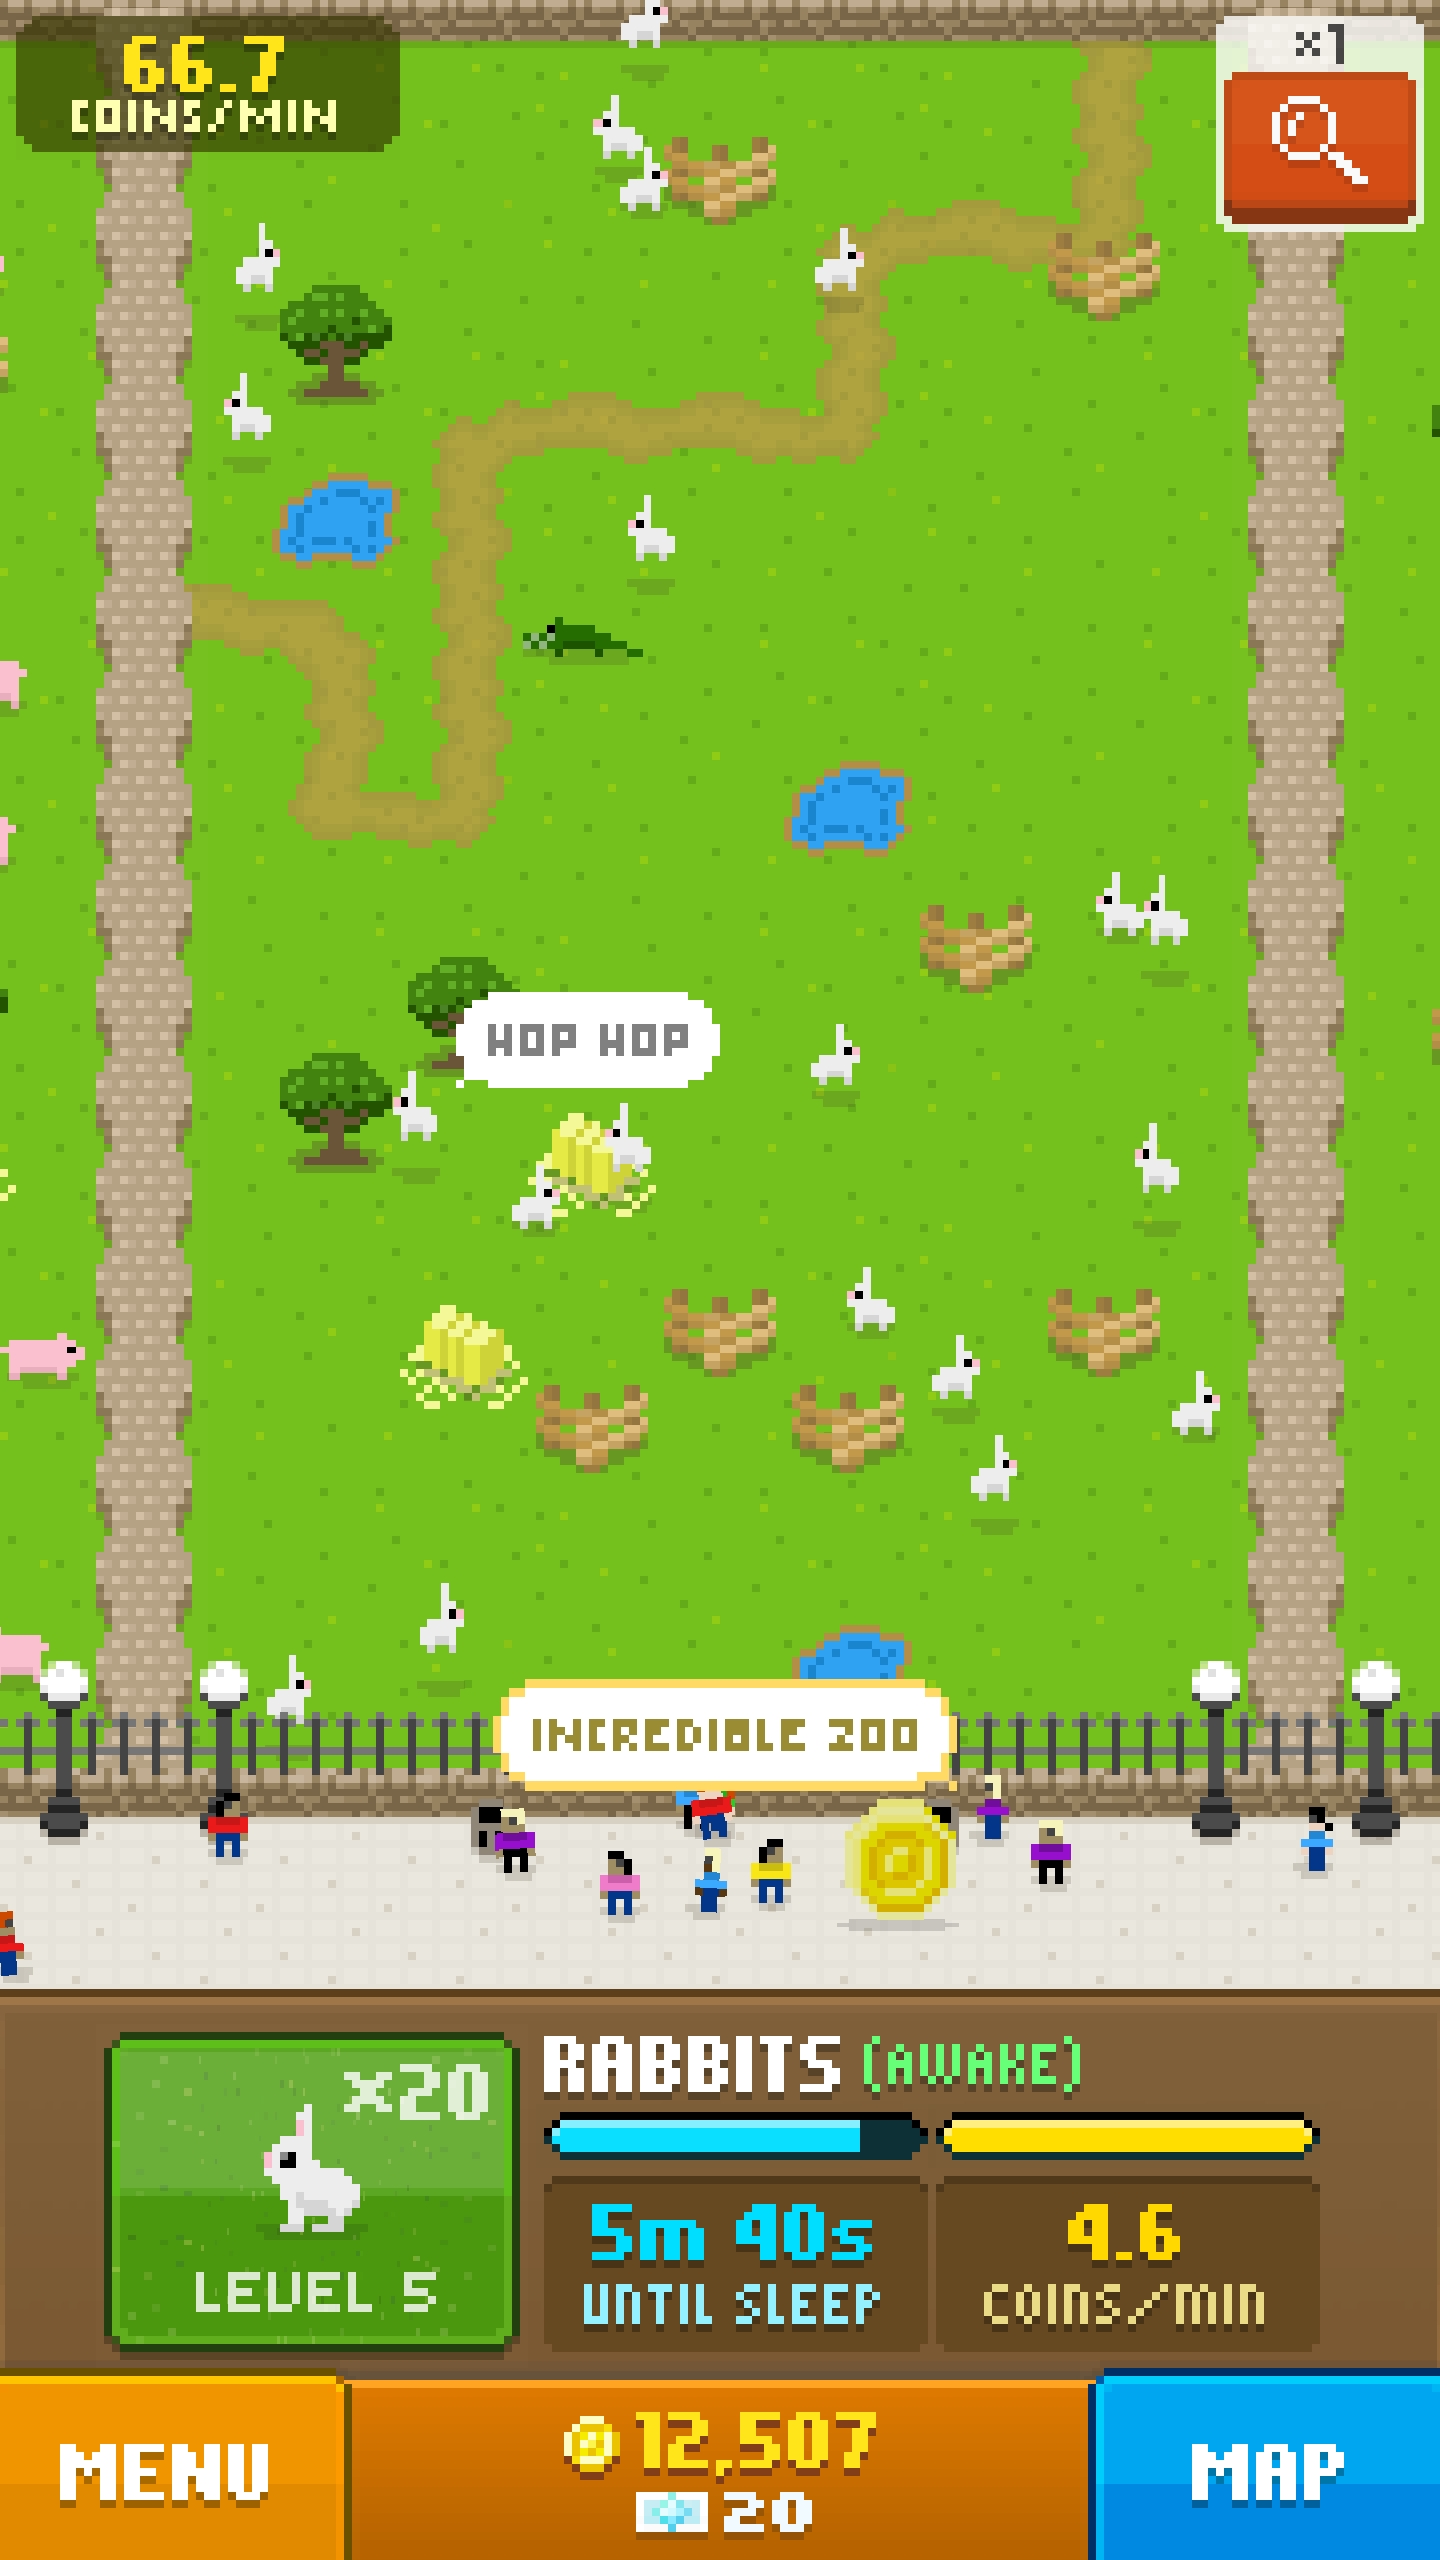 66.7
COINS/MIN
×1
HOP HOP
INCREDIBLE ZOO
×20
LEVEL 5
RABBITS (AWAKE)
5m 40s
UNTIL SLEEP
4.6
COINS/MIN
MENU
12,507
20
MAP